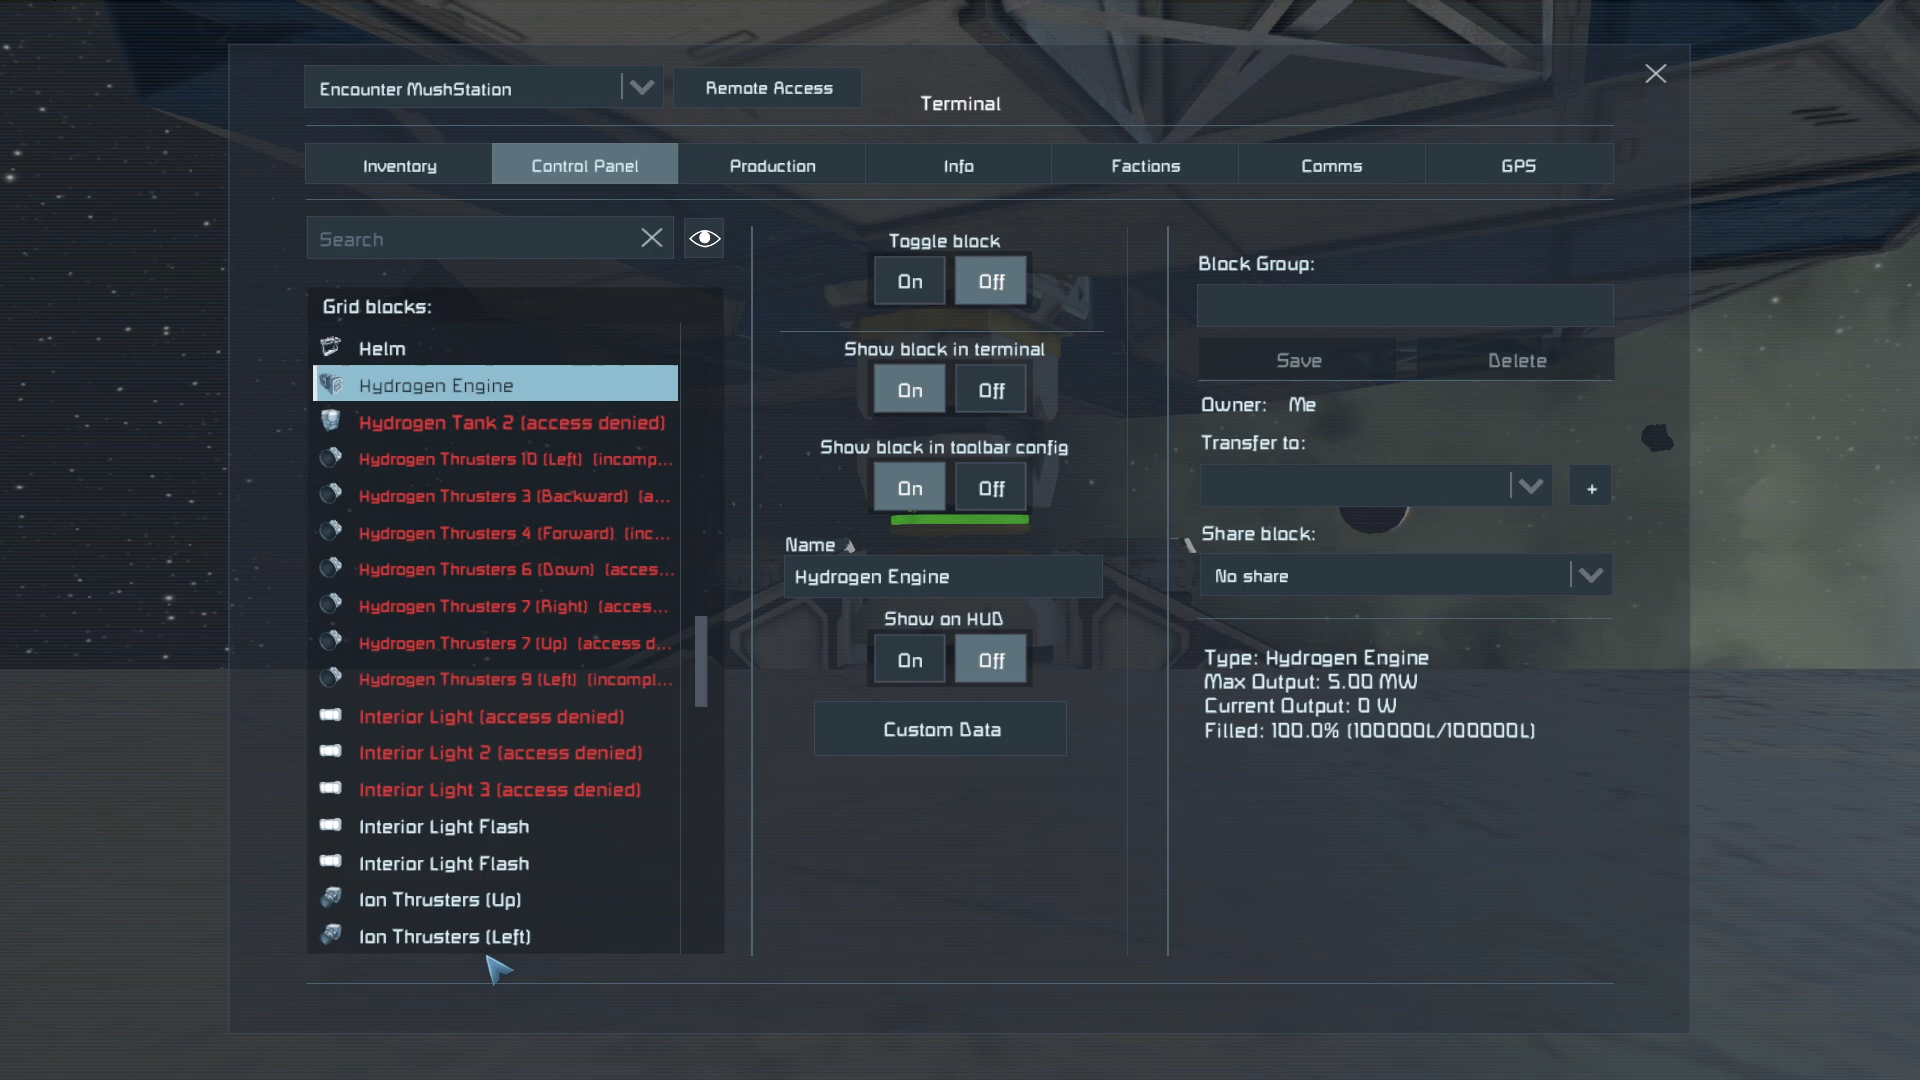 Encounter MushStation
Remote Access
Terminal
Inventory
Control Panel
Production
Info
Factions
Comms
GPS
Search
Grid blocks:
Helm
Hydrogen Engine
Hydrogen Tank 2 (access denied)
Hydrogen Thrusters 10 (Left) (incomp...
Hydrogen Thrusters 3 (Backward) (a...
Hydrogen Thrusters 4 (Forward) (inc...
Hydrogen Thrusters 6 (Down) (acces...
Hydrogen Thrusters 7 (Right) (acces...
Hydrogen Thrusters 7 (Up) (access d...
Hydrogen Thrusters 9 (Left) (incompl...
Interior Light (access denied)
Interior Light 2 (access denied)
Interior Light 3 (access denied)
Interior Light Flash
Interior Light Flash
Ion Thrusters (Up)
Ion Thrusters (Left)
Toggle block
On Off
Show block in terminal
On Off
Show block in toolbar config
On Off
Name
Hydrogen Engine
Show on HUD
On Off
Custom Data
Block Group:
Save
Delete
Owner: Me
Transfer to:
+
Share block:
No share
Type: Hydrogen Engine
Max Output: 5.00 MW
Current Output: 0 W
Filled: 100.0% (100000L/100000L)